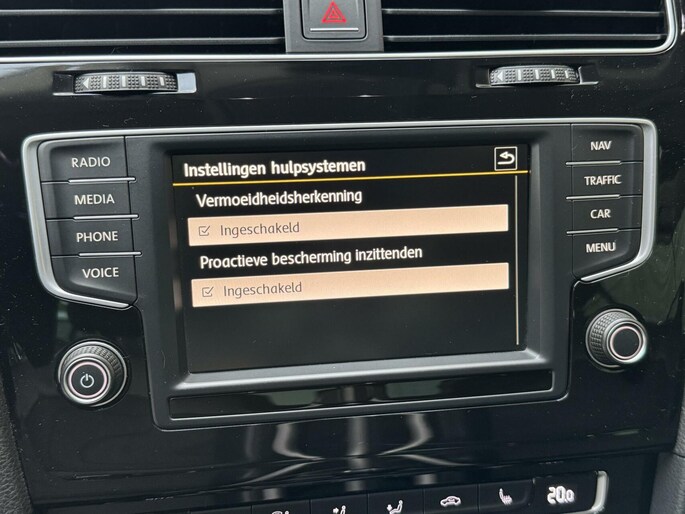 RADIO
MEDIA
PHONE
VOICE
Instellingen hulpsystemen
Vermoeidheidsherkenning
Ingeschakeld
Proactieve bescherming inzittenden
Ingeschakeld
NAV
TRAFFIC
CAR
MENU
20.0